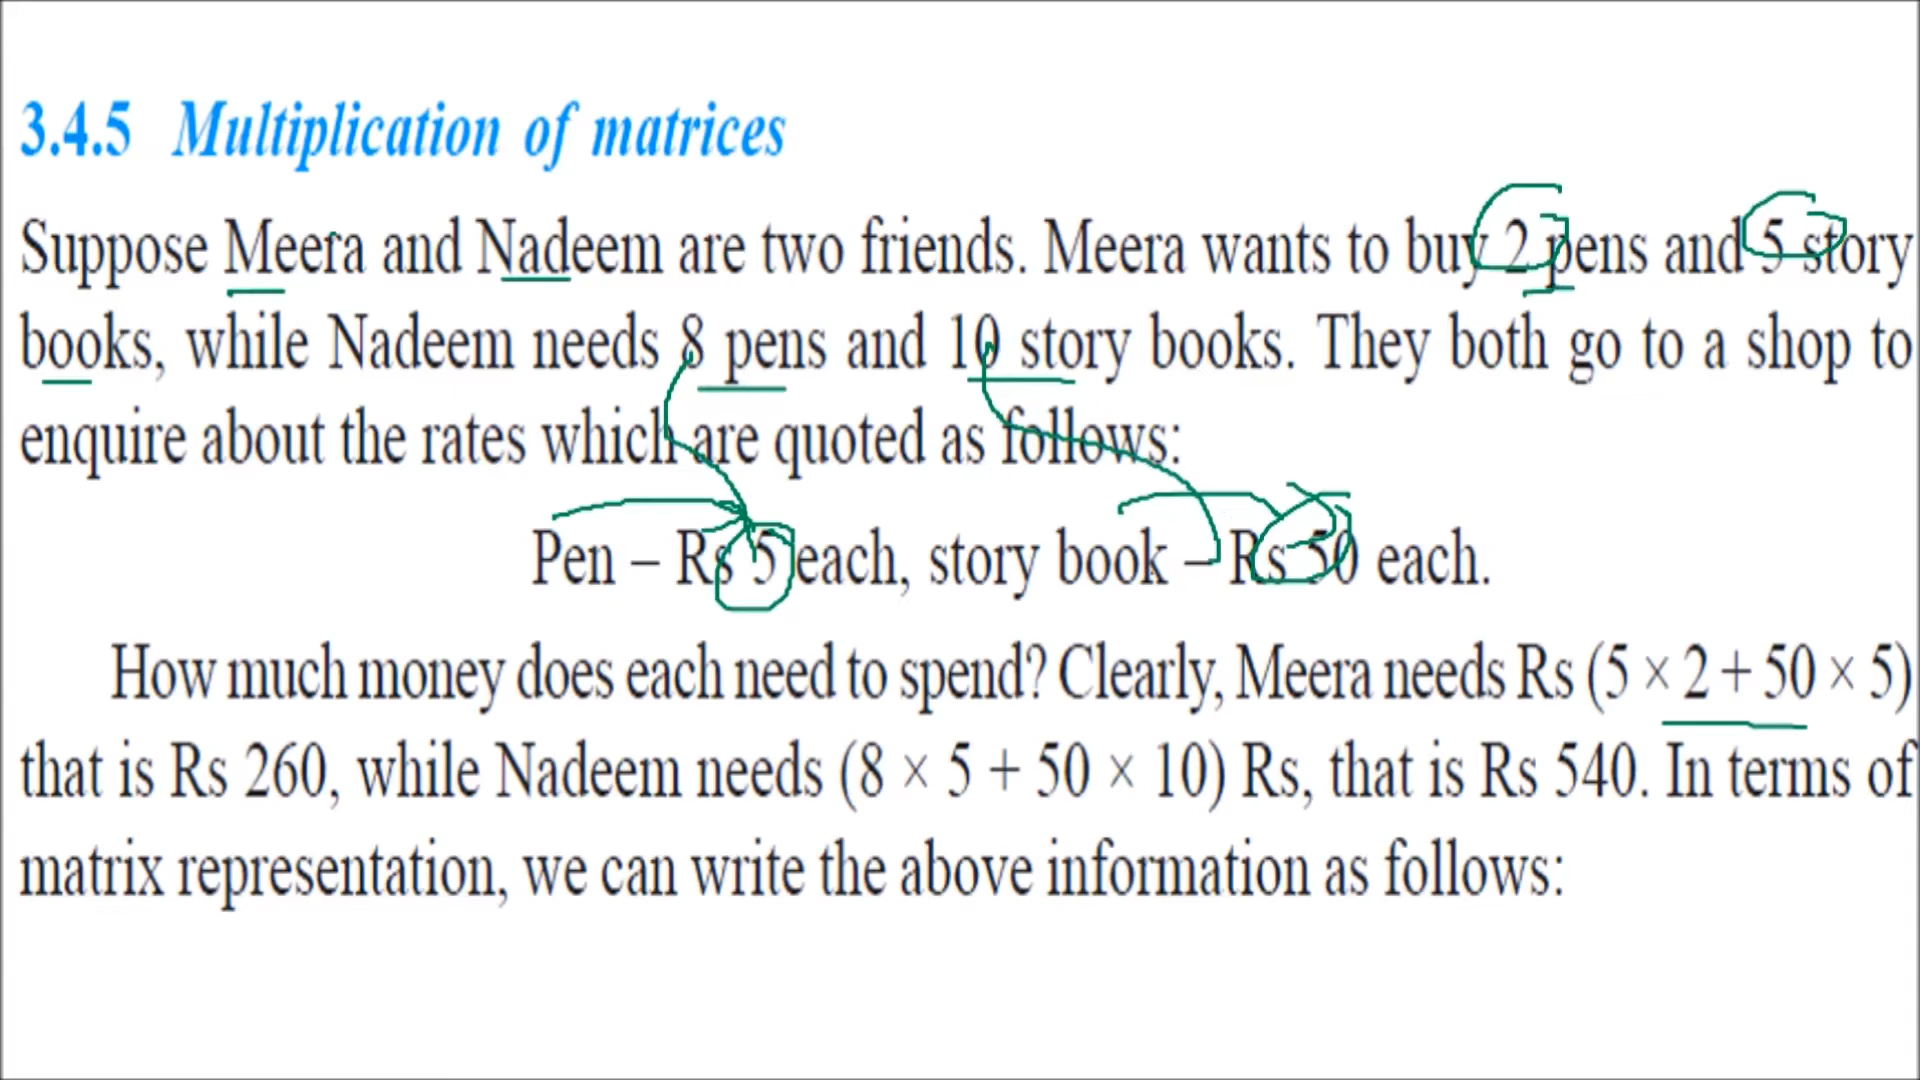 3.4.5 Multiplication of matrices
Suppose Meera and Nadeem are two friends. Meera wants to buy 2 pens and 5 story
books, while Nadeem needs 8 pens and 10 story books. They both go to a shop to
enquire about the rates which are quoted as follows:
Pen – Rs 5 each, story book – Rs 50 each.
How much money does each need to spend? Clearly, Meera needs Rs (5 × 2 + 50 × 5)
that is Rs 260, while Nadeem needs (8 × 5 + 50 × 10) Rs, that is Rs 540. In terms of
matrix representation, we can write the above information as follows: